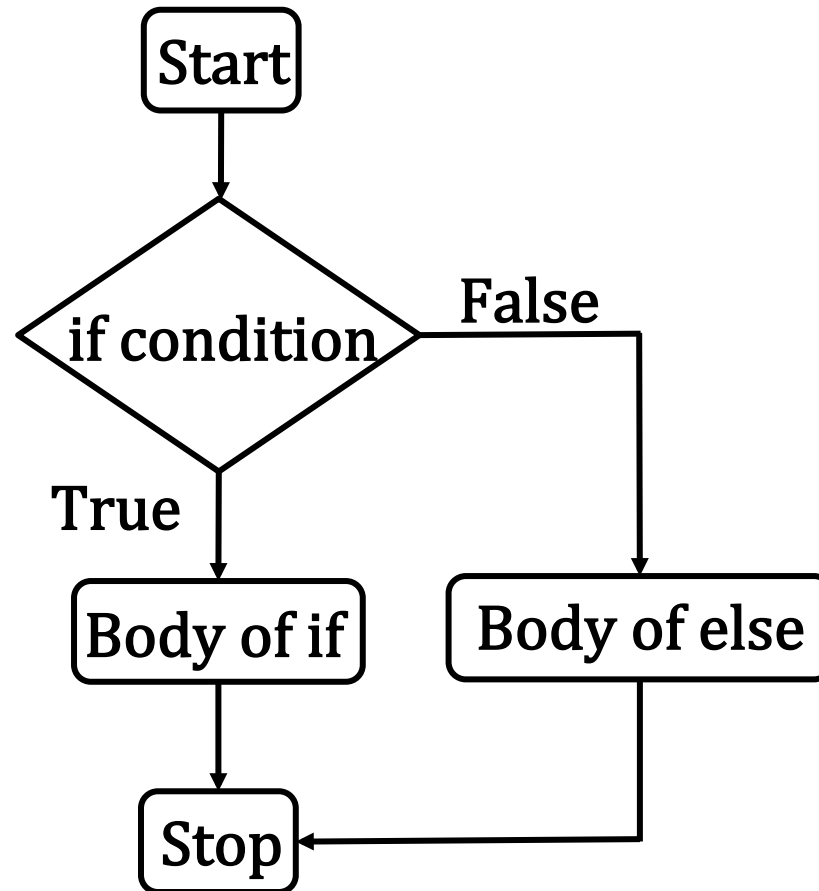 Start
if condition
False
True
Body of if
Body of else
Stop